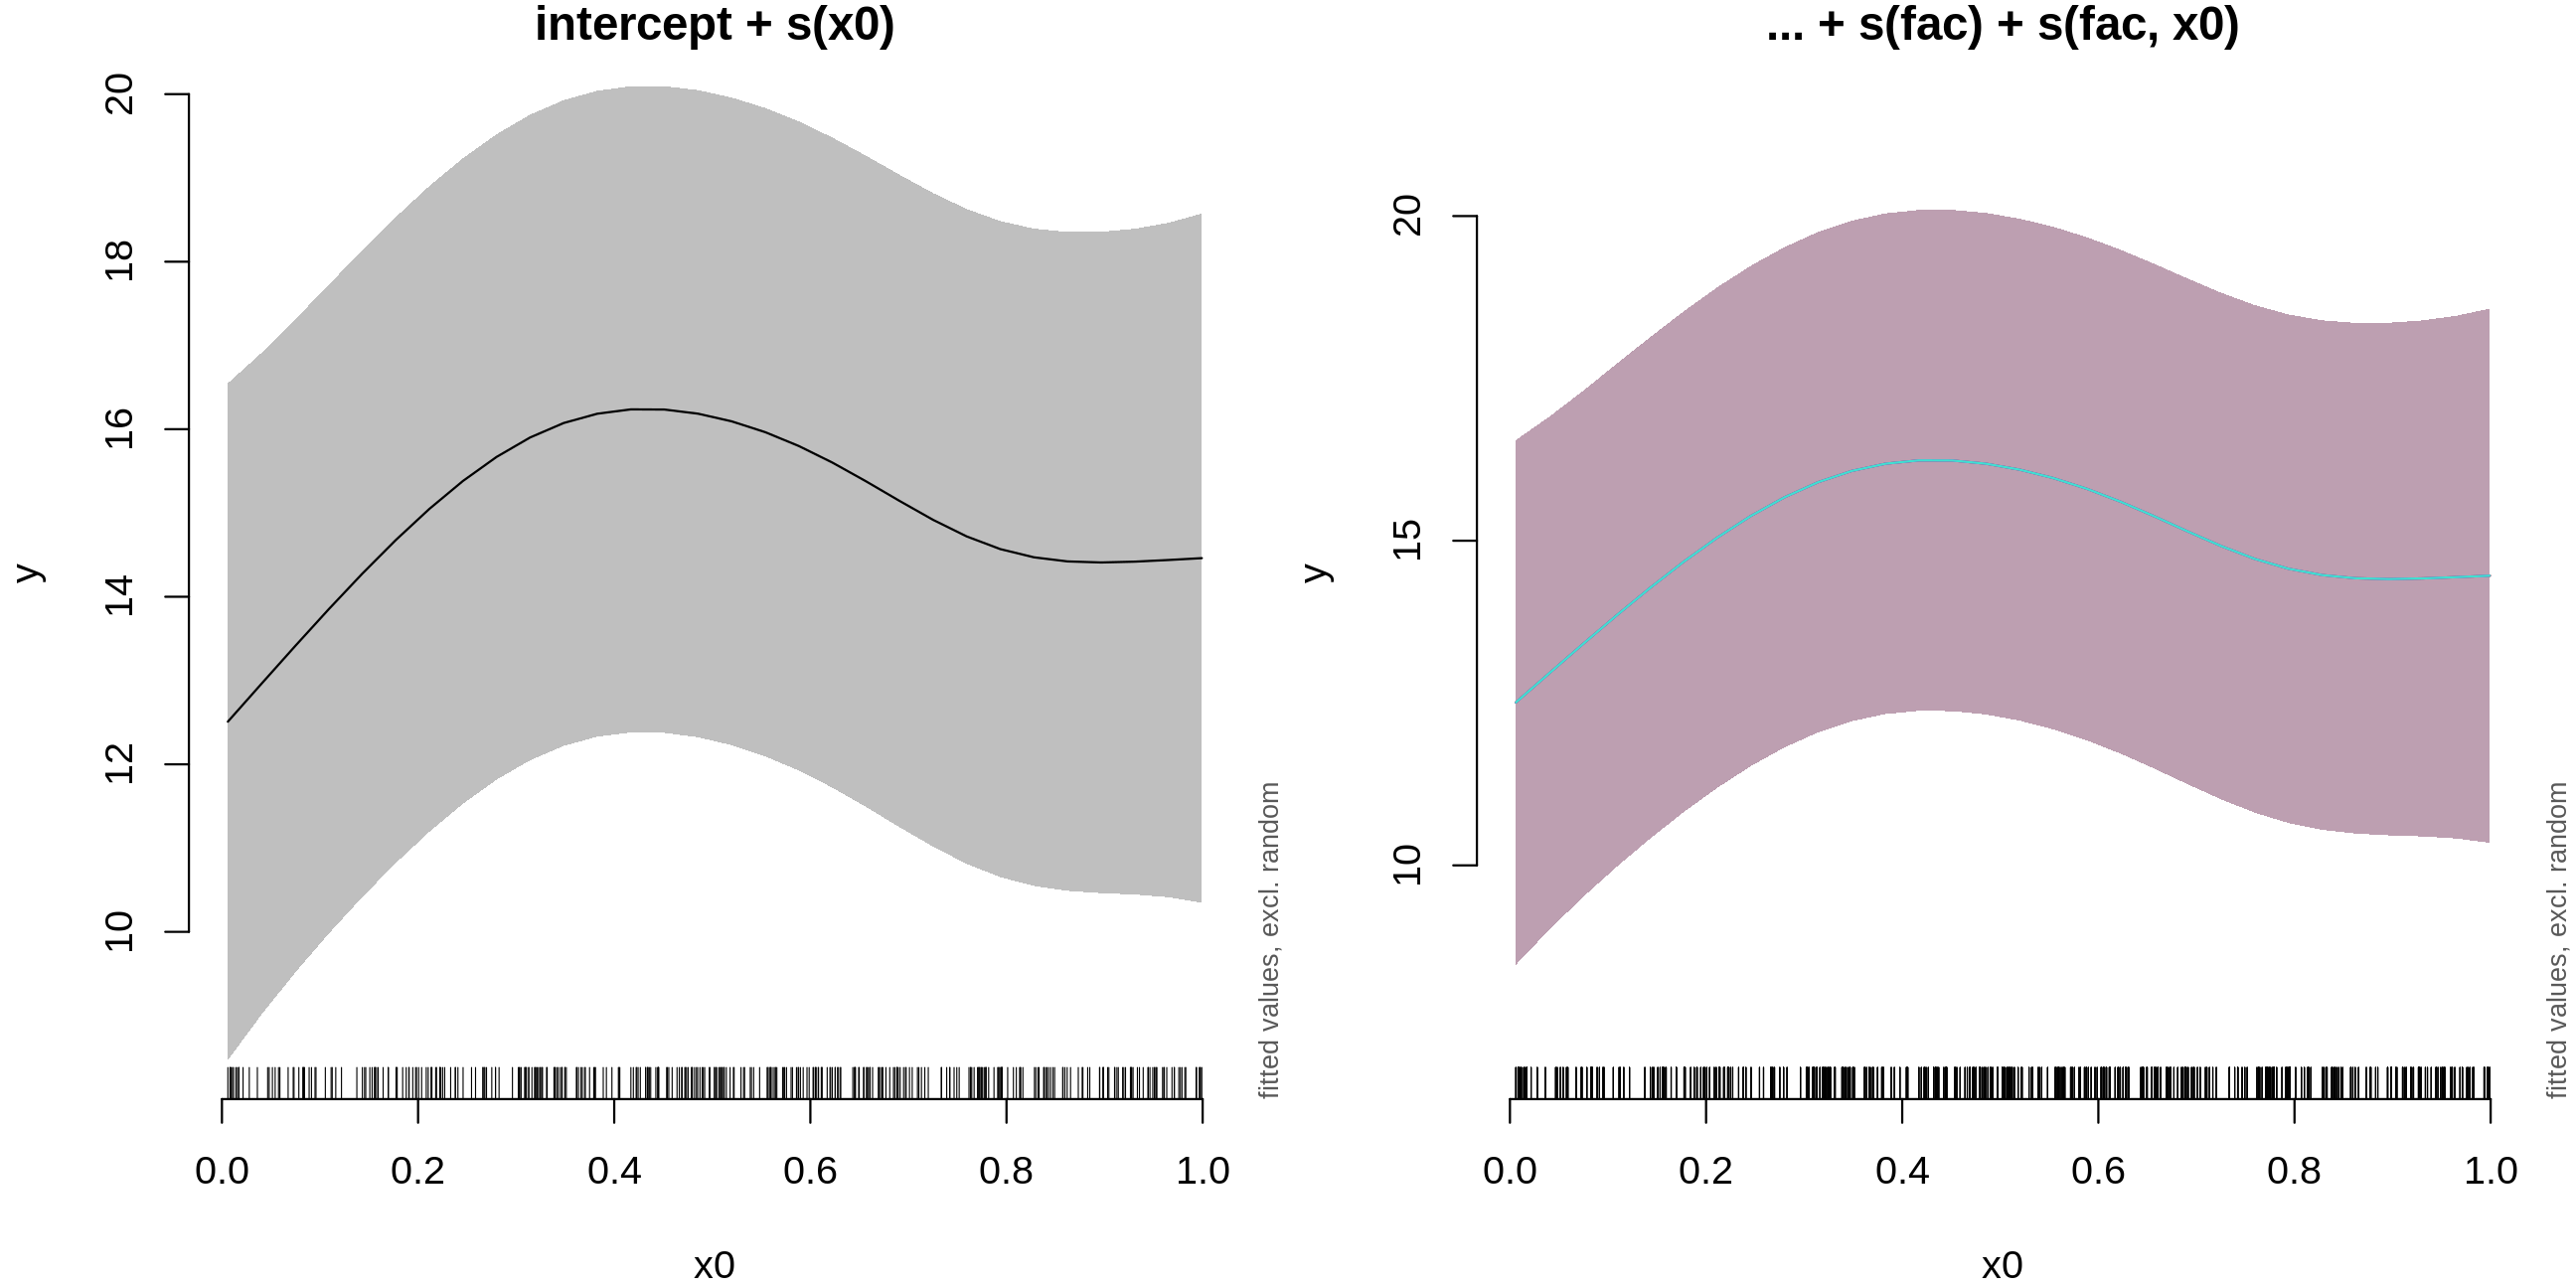 intercept + s(x0)
20
18
16
14
12
10
y
0.0 0.2 0.4 0.6 0.8 1.0
x0
fitted values, excl. random
... + s(fac) + s(fac, x0)
20
15
10
y
0.0 0.2 0.4 0.6 0.8 1.0
x0
fitted values, excl. random